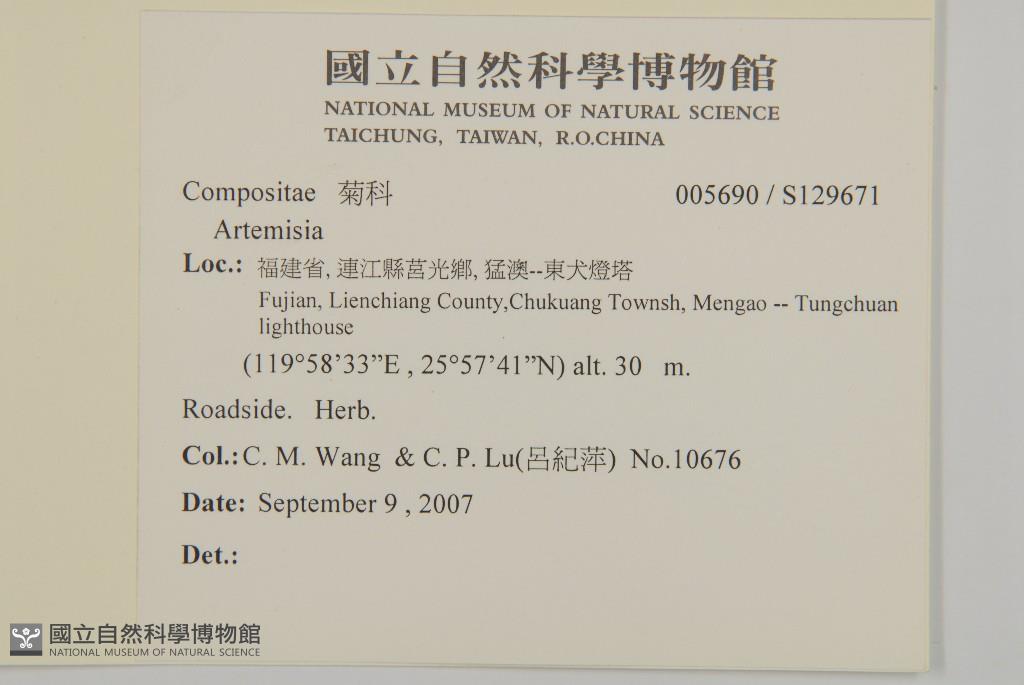 國立自然科學博物館
NATIONAL MUSEUM OF NATURAL SCIENCE
TAICHUNG, TAIWAN, R.O.CHINA
Compositae 菊科 005690 / S129671
Artemisia
Loc.: 福建省, 連江縣莒光鄉, 猛澳--東犬燈塔
Fujian, Lienchiang County,Chukuang Townsh, Mengao -- Tungchuan
lighthouse
(119°58’33”E , 25°57’41”N) alt. 30 m.
Roadside. Herb.
Col.: C. M. Wang & C. P. Lu(呂紀萍) No.10676
Date: September 9 , 2007
Det.:
國立自然科學博物館
NATIONAL MUSEUM OF NATURAL SCIENCE